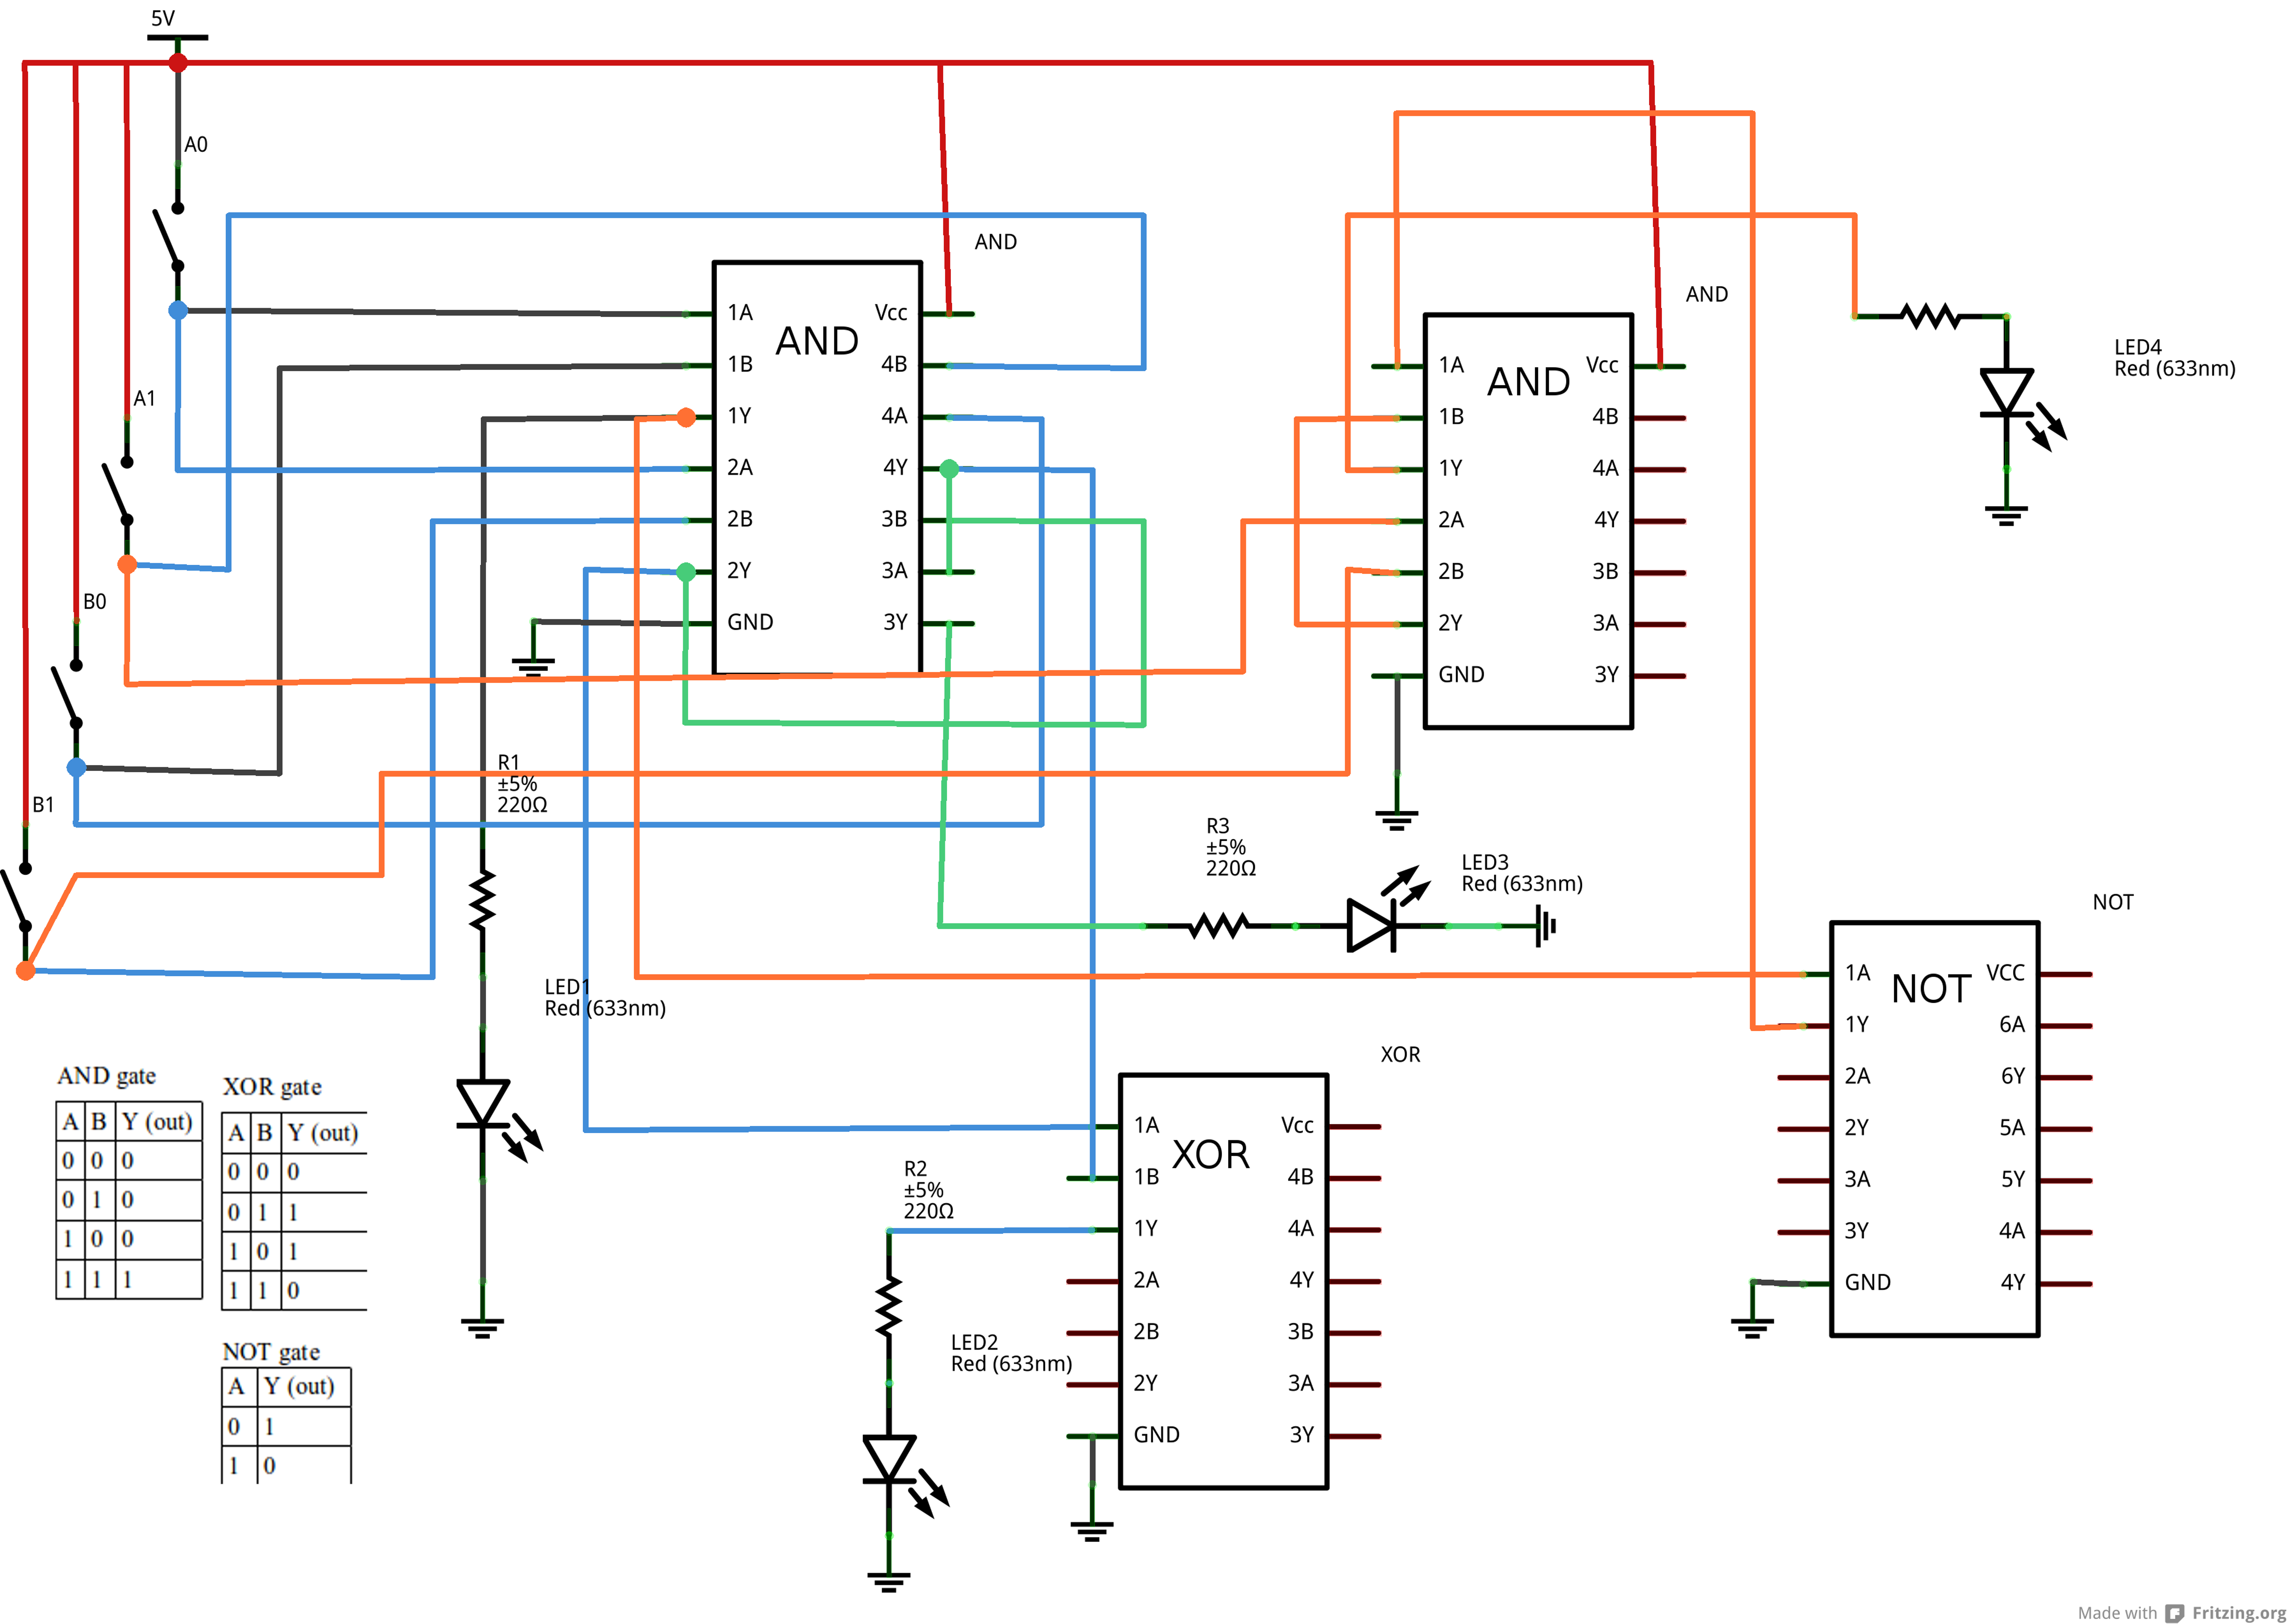 5V
A0
A1
B0
B1
AND
AND
1A
1B
1Y
2A
2B
2Y
GND
Vcc
4B
4A
4Y
3B
3A
3Y
AND
AND
1A
1B
1Y
2A
2B
2Y
GND
Vcc
4B
4A
4Y
3B
3A
3Y
LED4
Red (633nm)
R1
±5%
220Ω
LED1
Red (633nm)
R3
±5%
220Ω
LED3
Red (633nm)
NOT
NOT
1A
1Y
2A
2Y
3A
3Y
GND
VCC
6A
6Y
5A
5Y
4A
4Y
XOR
XOR
1A
1B
1Y
2A
2B
2Y
GND
Vcc
4B
4A
4Y
3B
3A
3Y
R2
±5%
220Ω
LED2
Red (633nm)
AND gate
A B Y (out)
0 0 0
0 1 0
1 0 0
1 1 1
XOR gate
A B Y (out)
0 0 0
0 1 1
1 0 1
1 1 0
NOT gate
A Y (out)
0 1
1 0
Made with Fritzing.org